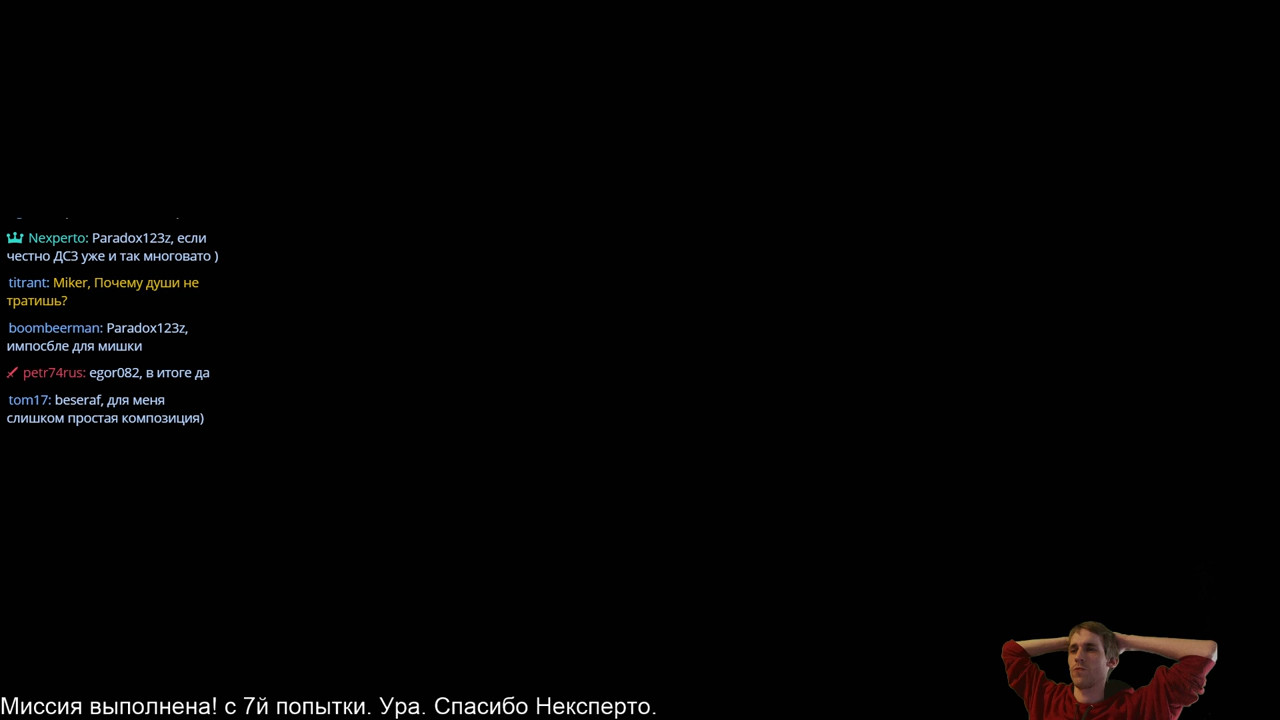 Nexperto: Paradox123z, если
честно ДС3 уже и так многовато )
titrant: Miker, Почему души не
тратишь?
boombeerman: Paradox123z,
импосбле для мишки
petr74rus: egor082, в итоге да
tom17: beseraf, для меня
слишком простая композиция)
Миссия выполнена! с 7й попытки. Ура. Спасибо Нексперто.